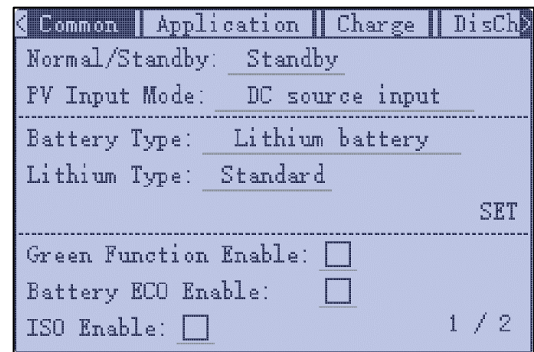 < Common Application Charge DisCh>
Normal/Standby: Standby
PV Input Mode: DC source input
Battery Type: Lithium battery
Lithium Type: Standard
SET
Green Function Enable:
Battery ECO Enable:
ISO Enable:
1 / 2